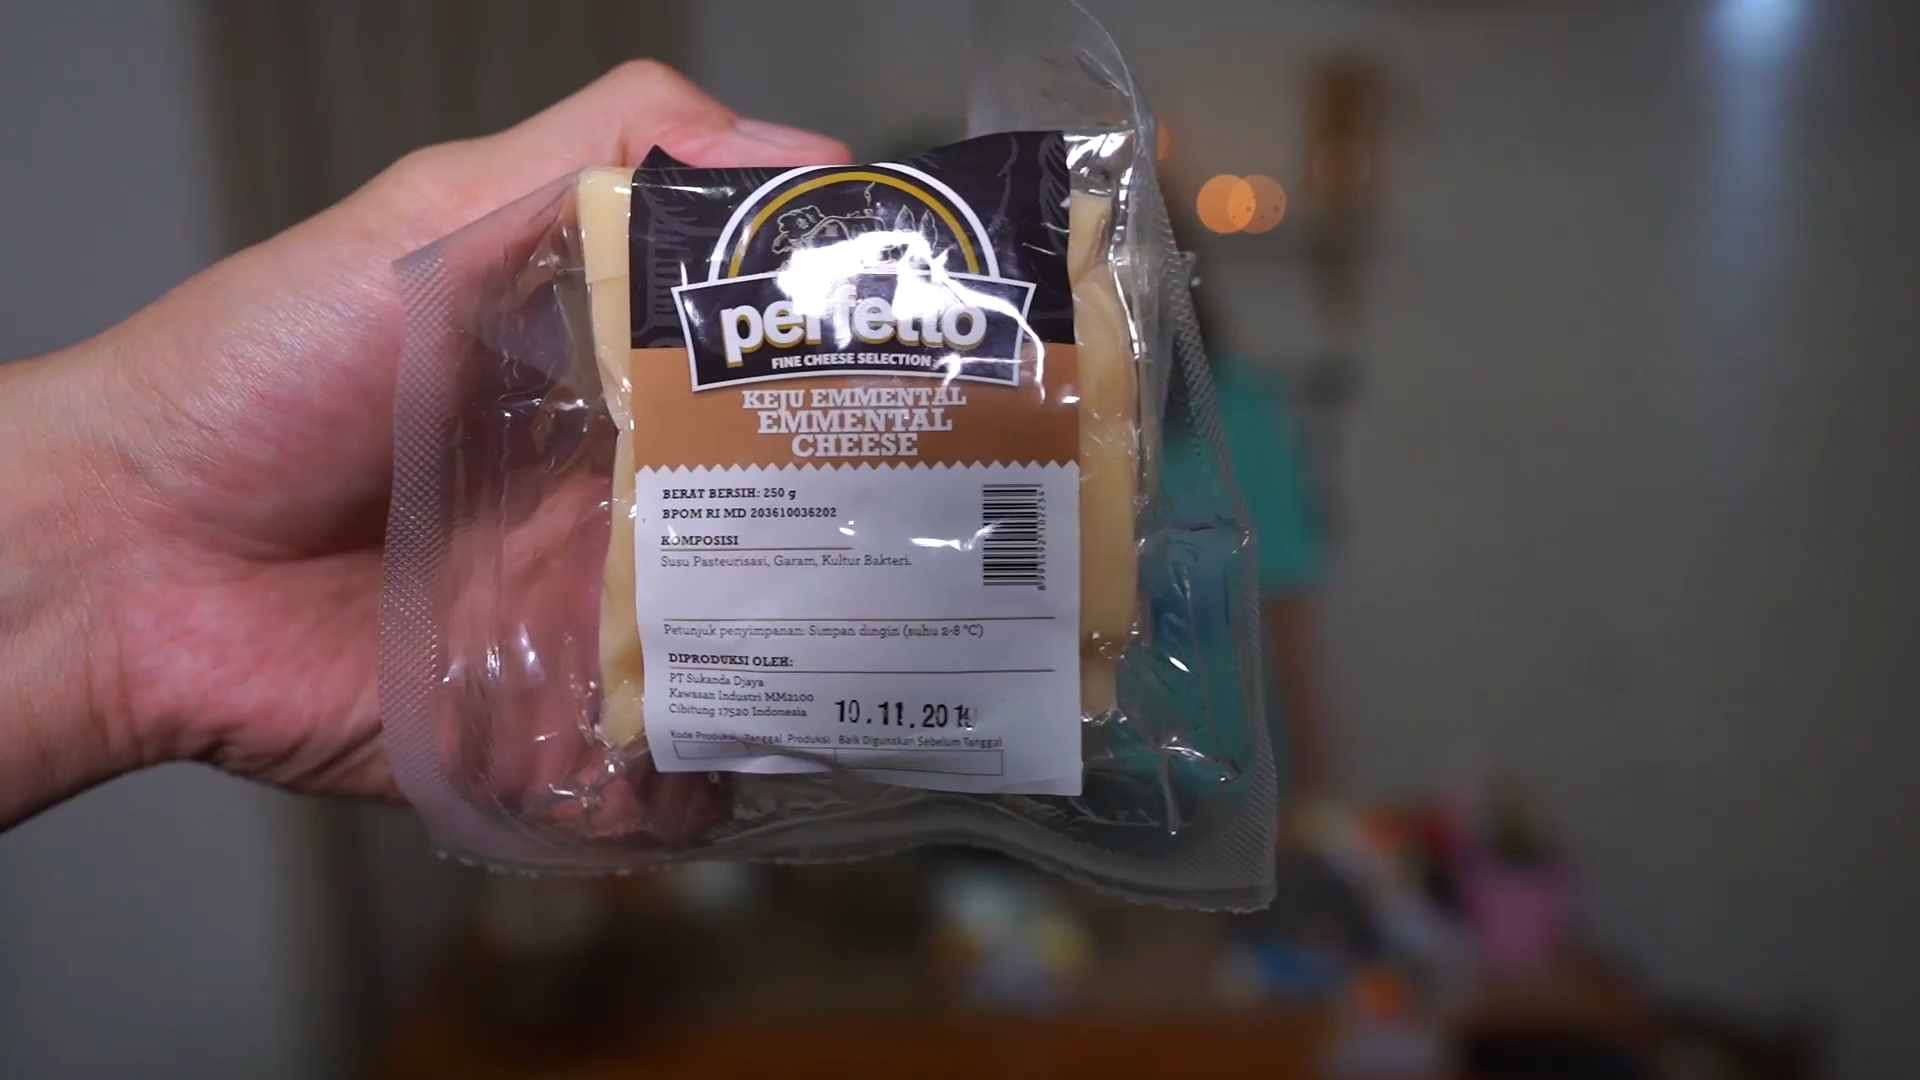 perfetto
FINE CHEESE SELECTION
KEJU EMMENTAL
EMMENTAL
CHEESE
BERAT BERSIH: 250 g
BPOM RI MD 203610036202
KOMPOSISI
Susu Pasteurisasi, Garam, Kultur Bakteri.
Petunjuk penyimpanan: Simpan dingin (suhu 2-8 °C)
DIPRODUKSI OLEH:
PT Sukanda Djaya
Kawasan Industri MM2100
Cibitung 17520 Indonesia
10.11.201
Kode Produksi Tanggal Produksi Baik Digunakan Sebelum Tanggal